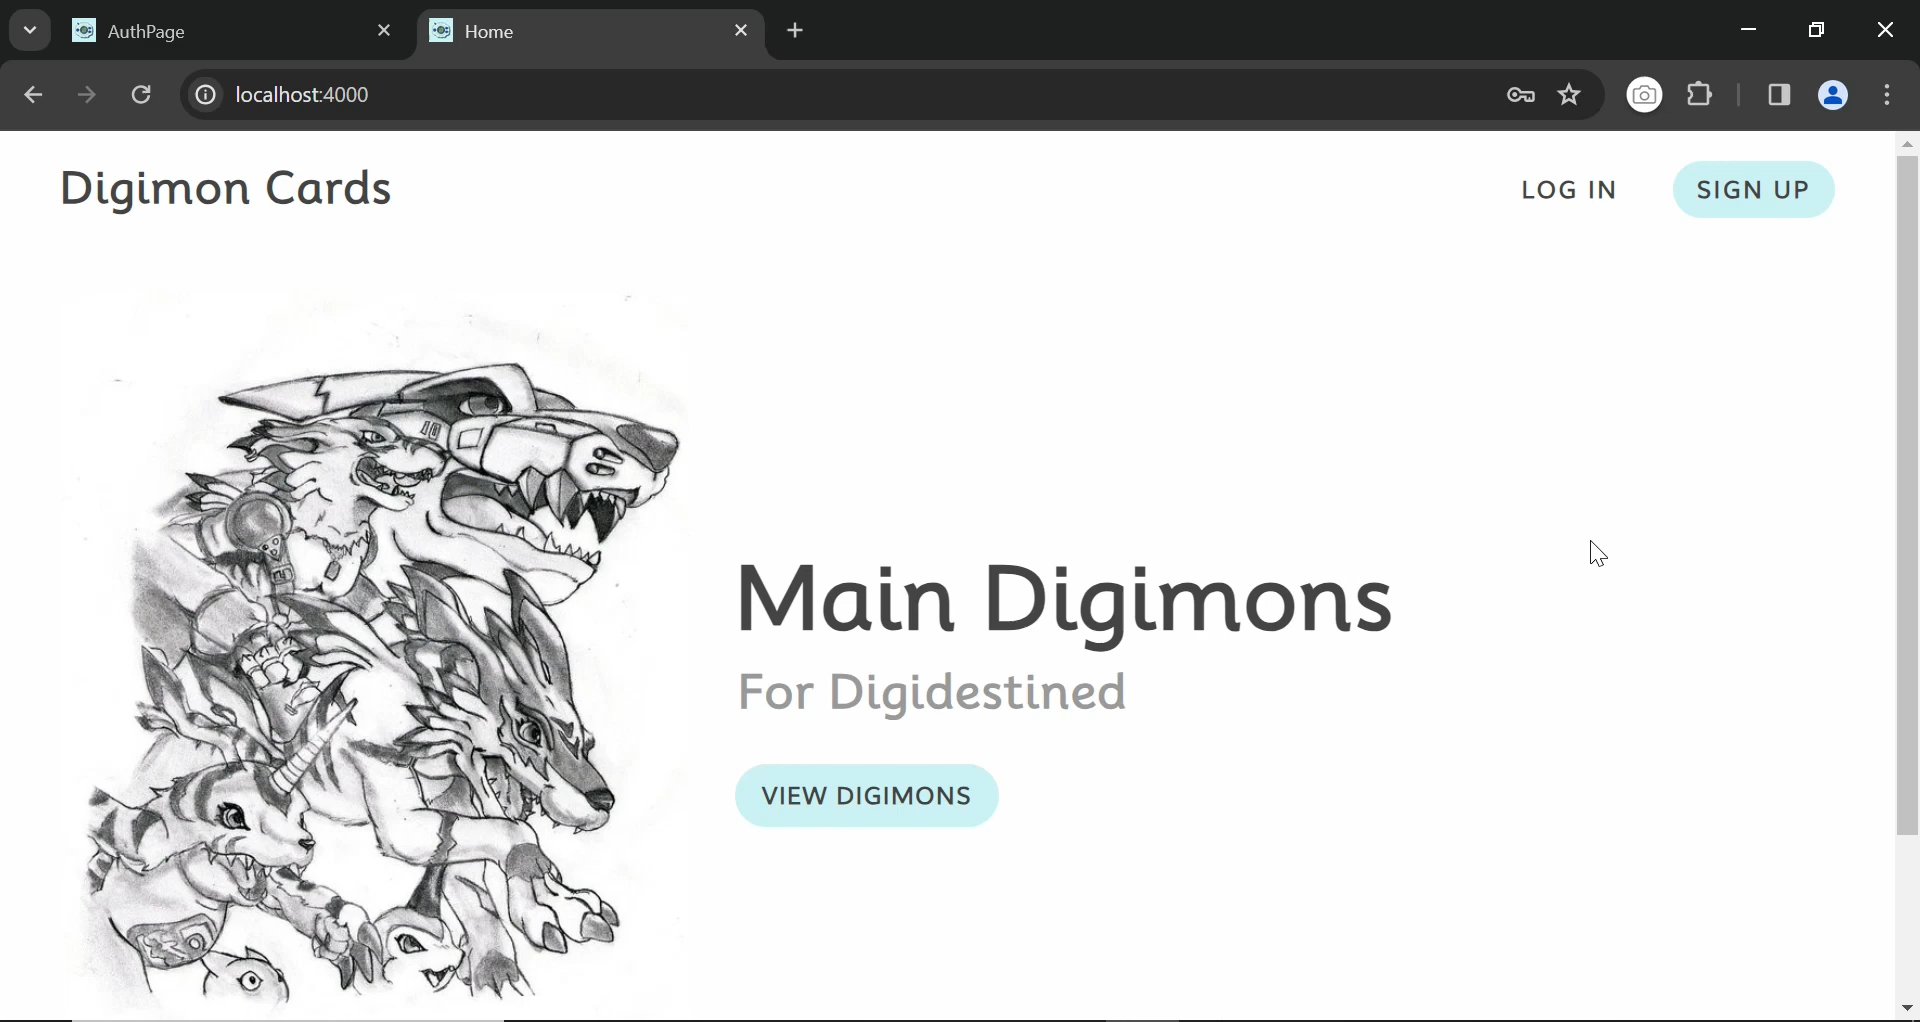 AuthPage
Home
localhost:4000
Digimon Cards
LOG IN
SIGN UP
Main Digimons
For Digidestined
VIEW DIGIMONS